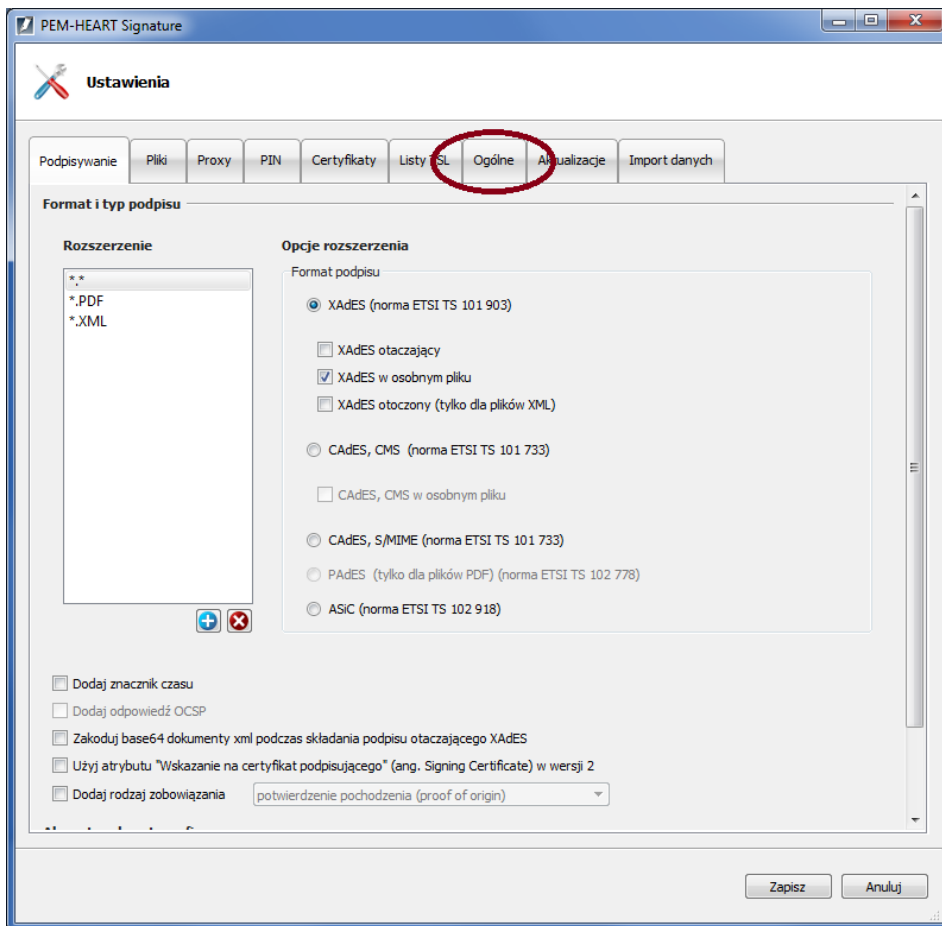 PEM-HEART Signature
Ustawienia
Podpisywanie Pliki Proxy PIN Certyfikaty Listy TSL Ogólne Aktualizacje Import danych
Format i typ podpisu
Rozszerzenie
*.*
*.PDF
*.XML
Opcje rozszerzenia
Format podpisu
XAdES (norma ETSI TS 101 903)
XAdES otaczający
XAdES w osobnym pliku
XAdES otoczony (tylko dla plików XML)
CAdES, CMS (norma ETSI TS 101 733)
CAdES, CMS w osobnym pliku
CAdES, S/MIME (norma ETSI TS 101 733)
PAdES (tylko dla plików PDF) (norma ETSI TS 102 778)
ASiC (norma ETSI TS 102 918)
Dodaj znacznik czasu
Dodaj odpowiedź OCSP
Zakoduj base64 dokumenty xml podczas składania podpisu otaczającego XAdES
Użyj atrybutu "Wskazanie na certyfikat podpisującego" (ang. Signing Certificate) w wersji 2
Dodaj rodzaj zobowiązania potwierdzenie pochodzenia (proof of origin)
Zapisz Anuluj